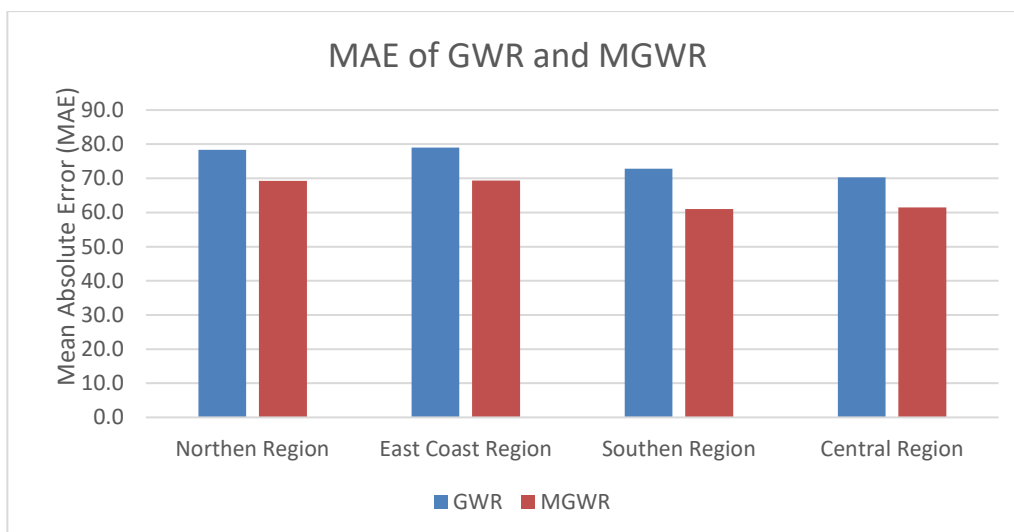 MAE of GWR and MGWR
Mean Absolute Error (MAE)
90.0
80.0
70.0
60.0
50.0
40.0
30.0
20.0
10.0
0.0
Northen Region East Coast Region Southen Region Central Region
GWR MGWR